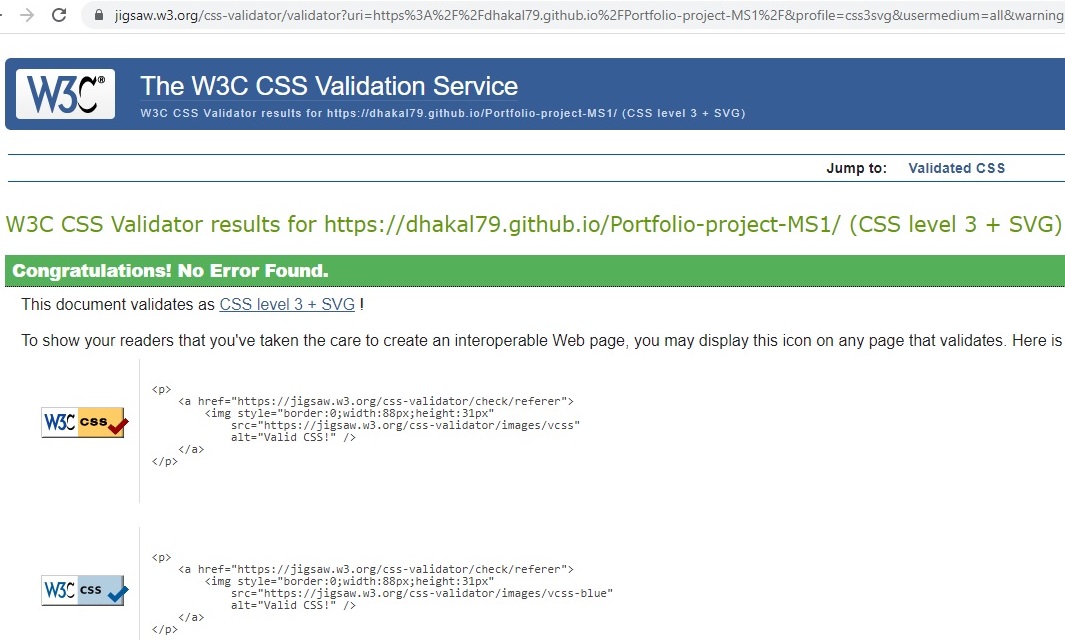 jigsaw.w3.org/css-validator/validator?uri=https%3A%2F%2Fdhakal79.github.io%2FPortfolio-project-MS1%2F&profile=css3svg&usermedium=all&warning
W3C®
The W3C CSS Validation Service
W3C CSS Validator results for https://dhakal79.github.io/Portfolio-project-MS1/ (CSS level 3 + SVG)
Jump to: Validated CSS
W3C CSS Validator results for https://dhakal79.github.io/Portfolio-project-MS1/ (CSS level 3 + SVG)
Congratulations! No Error Found.
This document validates as CSS level 3 + SVG !
To show your readers that you've taken the care to create an interoperable Web page, you may display this icon on any page that validates. Here is
W3C css
<p>
<a href="https://jigsaw.w3.org/css-validator/check/referer">
<img style="border:0;width:88px;height:31px"
src="https://jigsaw.w3.org/css-validator/images/vcss"
alt="Valid CSS!" />
</a>
</p>
W3C css
<p>
<a href="https://jigsaw.w3.org/css-validator/check/referer">
<img style="border:0;width:88px;height:31px"
src="https://jigsaw.w3.org/css-validator/images/vcss-blue"
alt="Valid CSS!" />
</a>
</p>